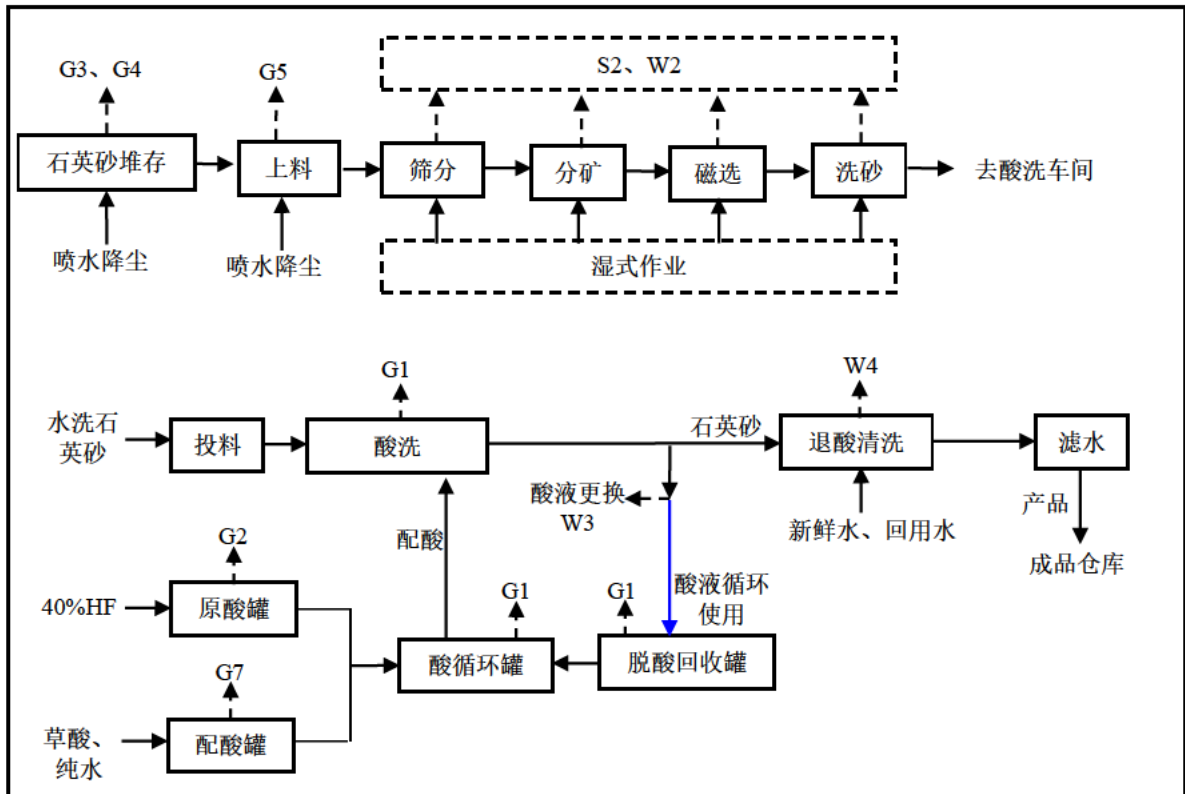 G3、G4
G5
S2、W2
石英砂堆存
上料
筛分
分矿
磁选
洗砂
去酸洗车间
喷水降尘
喷水降尘
湿式作业
G1
W4
水洗石
英砂
投料
酸洗
石英砂
退酸清洗
滤水
酸液更换
W3
新鲜水、回用水
产品
成品仓库
配酸
G2
40%HF
原酸罐
G1
G1
酸液循环
使用
酸循环罐
脱酸回收罐
G7
草酸、
纯水
配酸罐